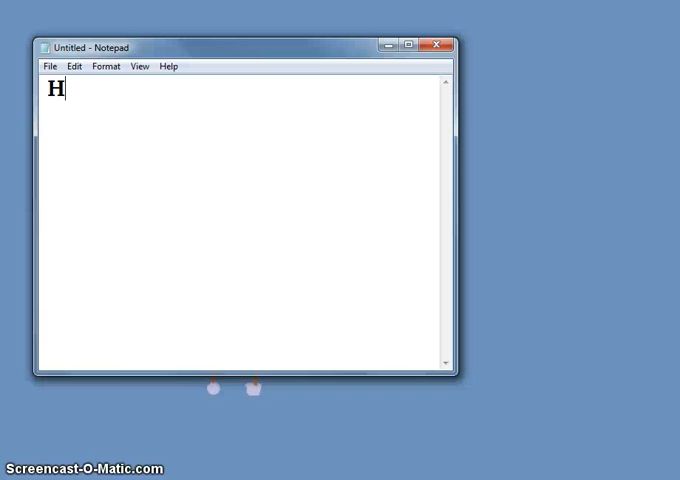 Untitled - Notepad
File Edit Format View Help
H
Screencast-O-Matic.com